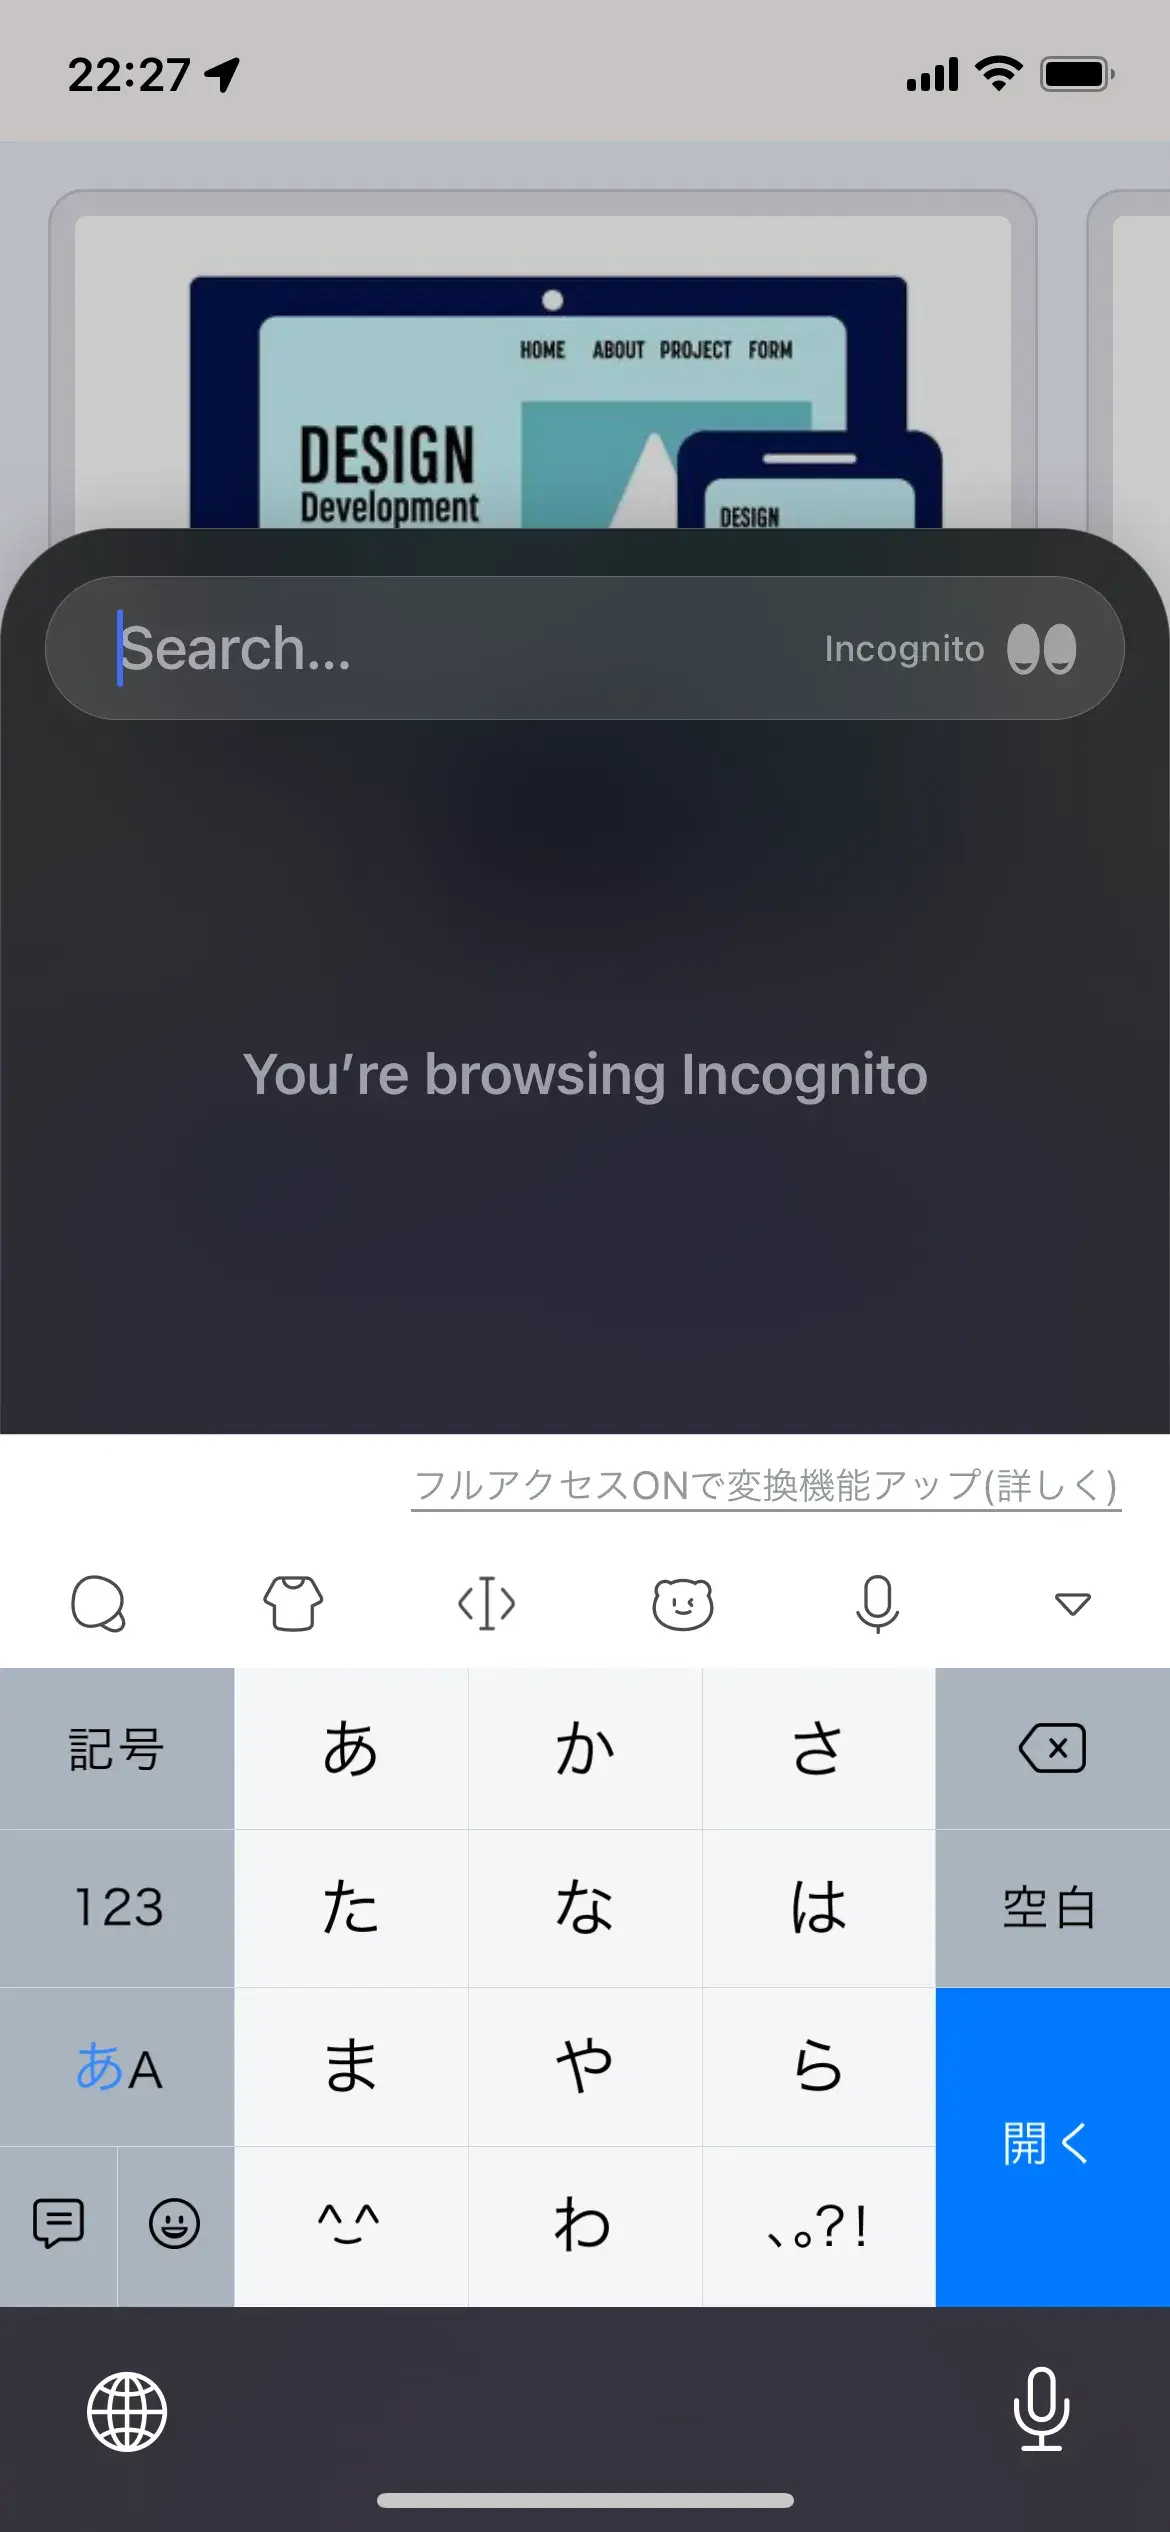 22:27
HOME ABOUT PROJECT FORM
DESIGN
Development
DESIGN
Search...
Incognito
You’re browsing Incognito
フルアクセスONで変換機能アップ(詳しく)
記号 あ か さ
123 た な は 空白
あA ま や ら
開く
^_^ わ 、。?!